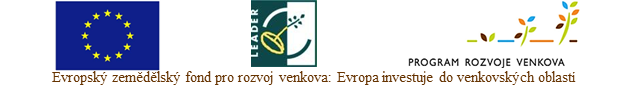 LEADER
PROGRAM ROZVOJE VENKOVA
Evropský zemědělský fond pro rozvoj venkova: Evropa investuje do venkovských oblastí